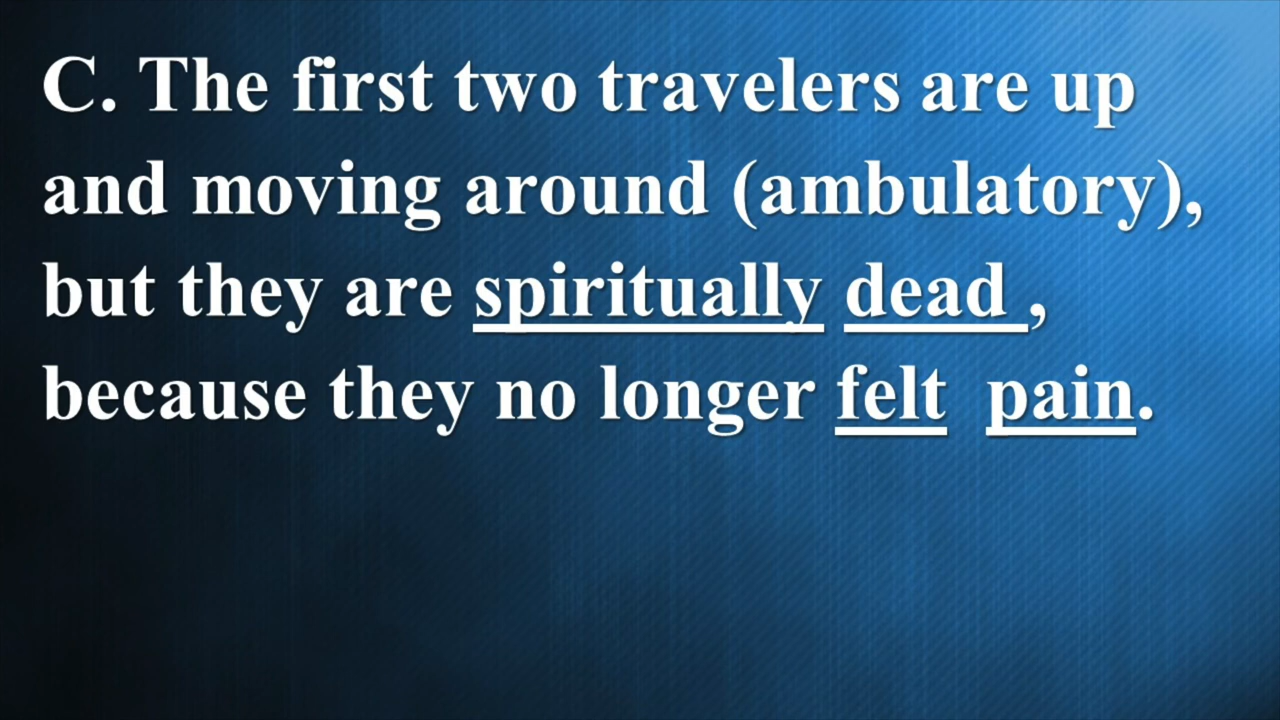 C. The first two travelers are up
and moving around (ambulatory),
but they are spiritually dead ,
because they no longer felt  pain.